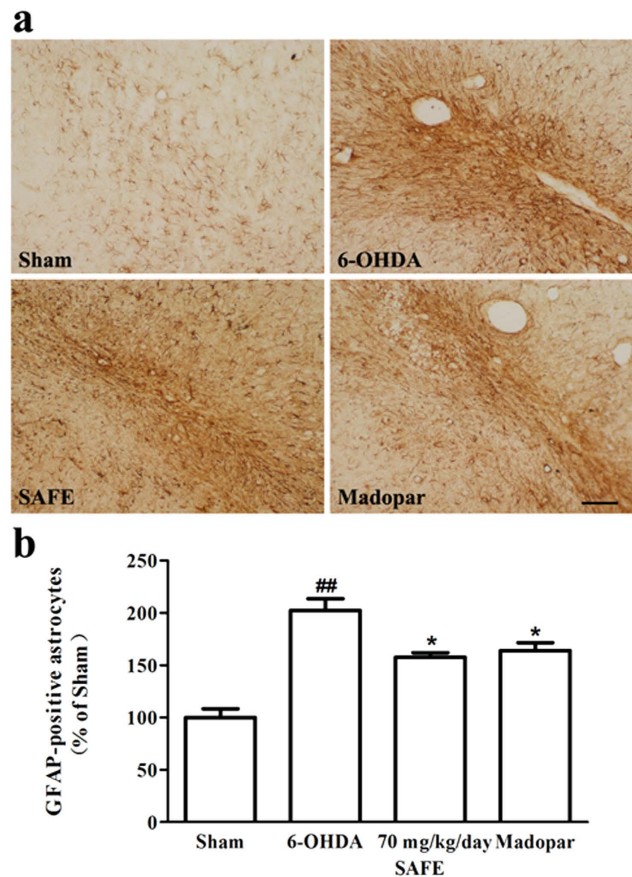 a
Sham
6-OHDA
SAFE
Madopar
b
GFAP-positive astrocytes
(% of Sham)
250
200
150
100
50
0
##
*
*
Sham
6-OHDA
70 mg/kg/day
Madopar
SAFE